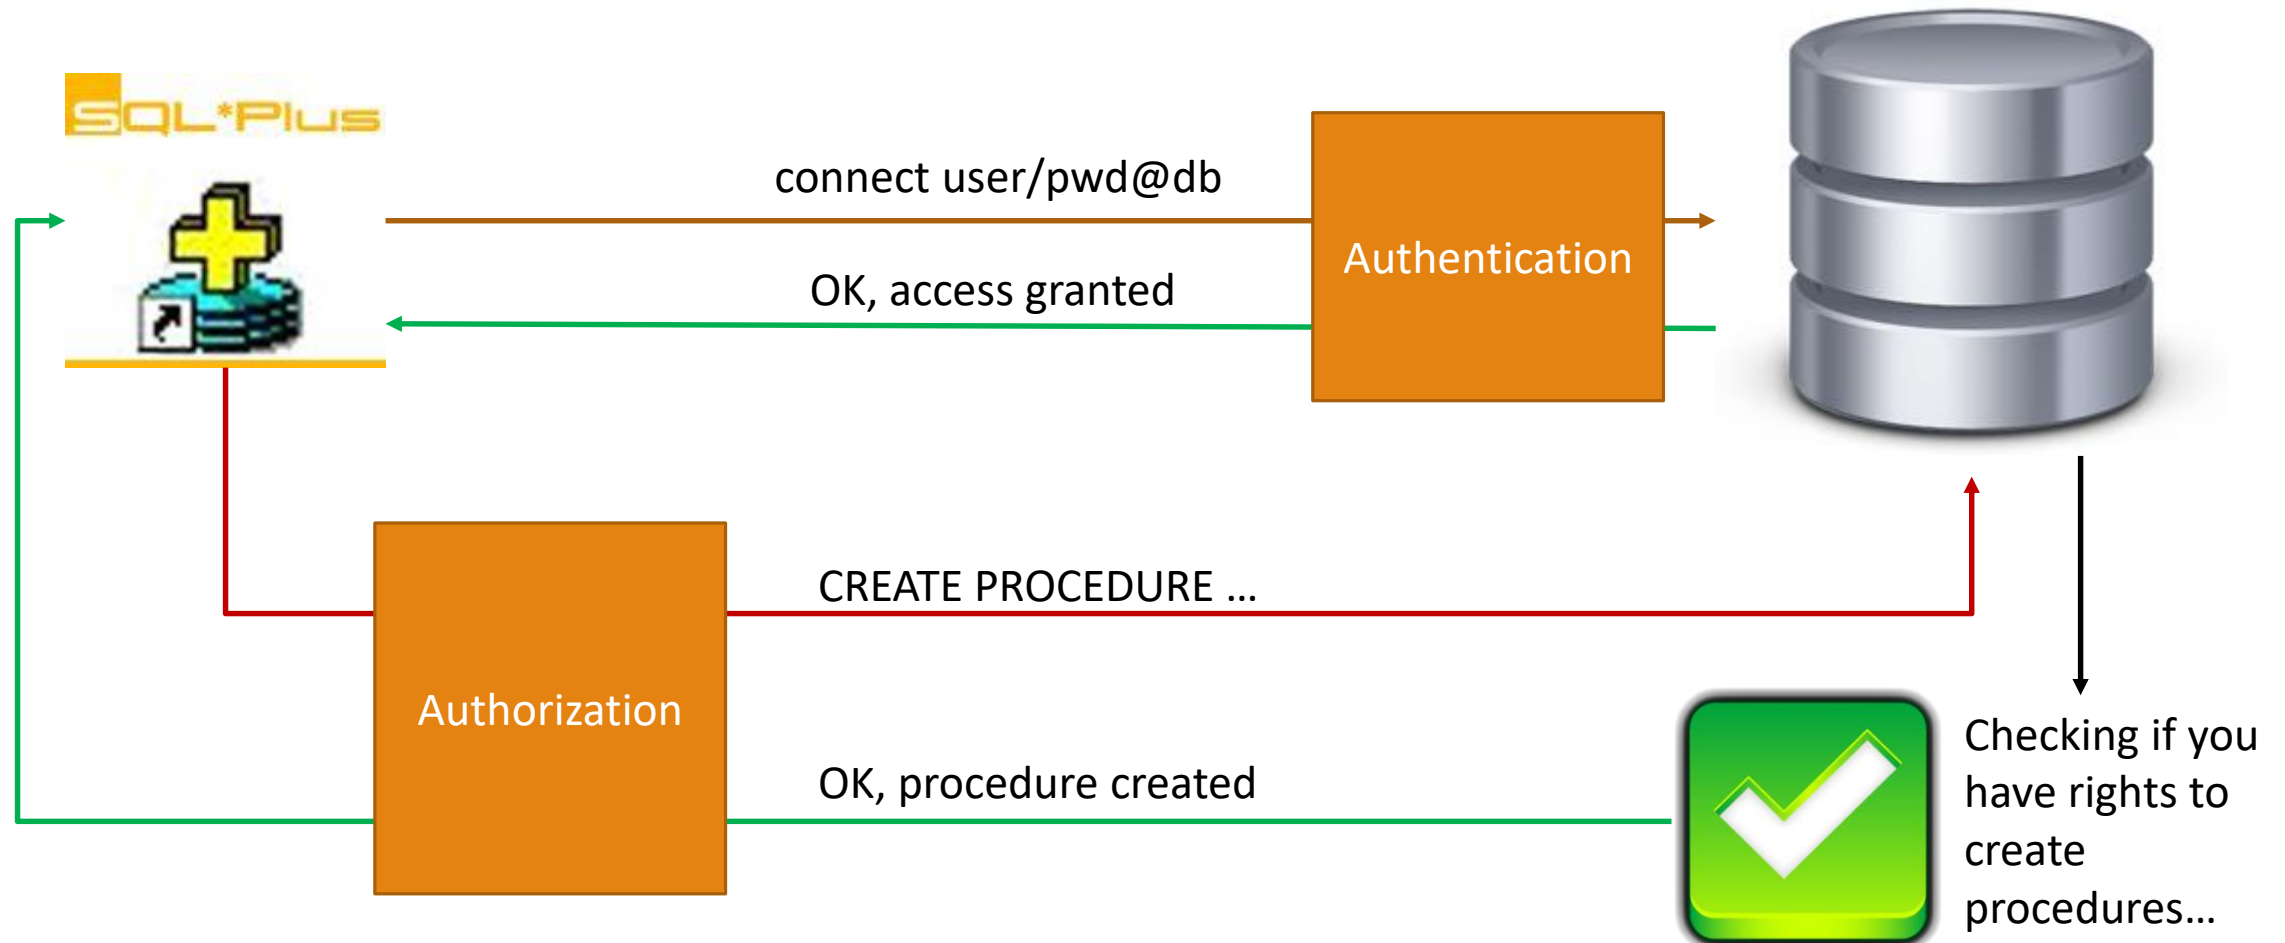 SQL*Plus
connect user/pwd@db
Authentication
OK, access granted
CREATE PROCEDURE ...
Authorization
OK, procedure created
Checking if you
have rights to
create
procedures...